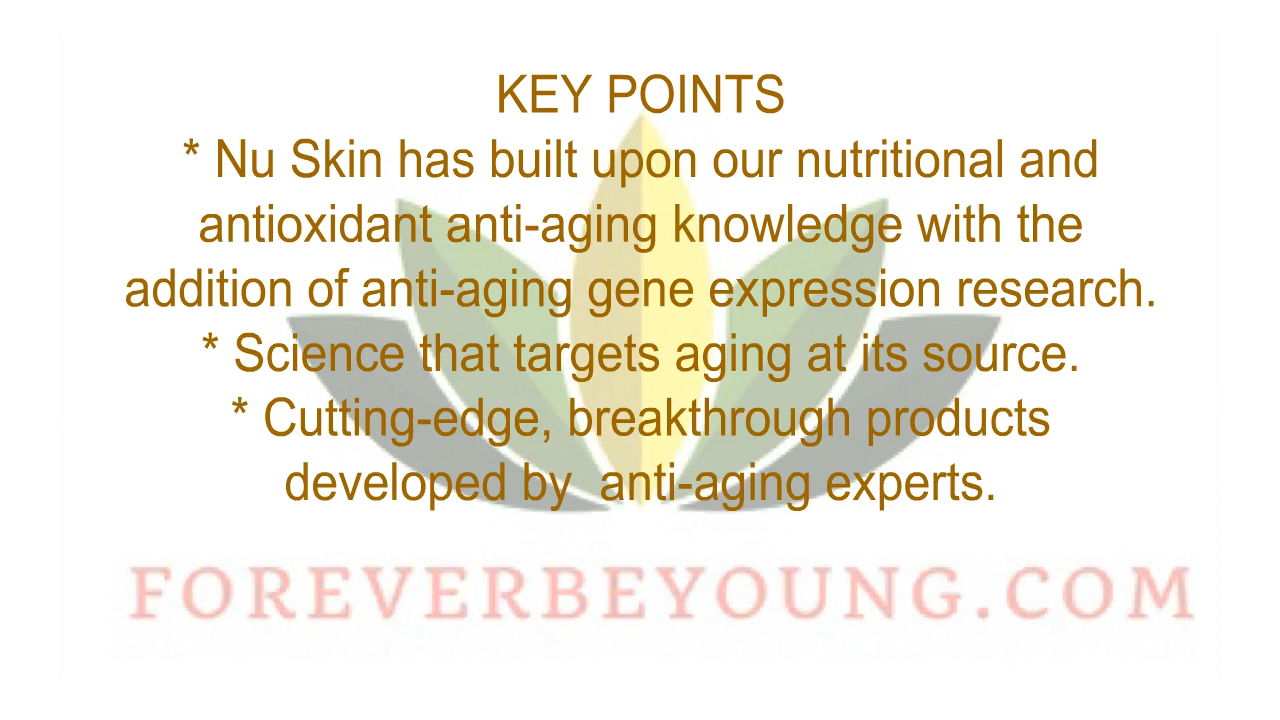 KEY POINTS
* Nu Skin has built upon our nutritional and
antioxidant anti-aging knowledge with the
addition of anti-aging gene expression research.
* Science that targets aging at its source.
* Cutting-edge, breakthrough products
developed by  anti-aging experts.
FOREVERBEYOUNG.COM